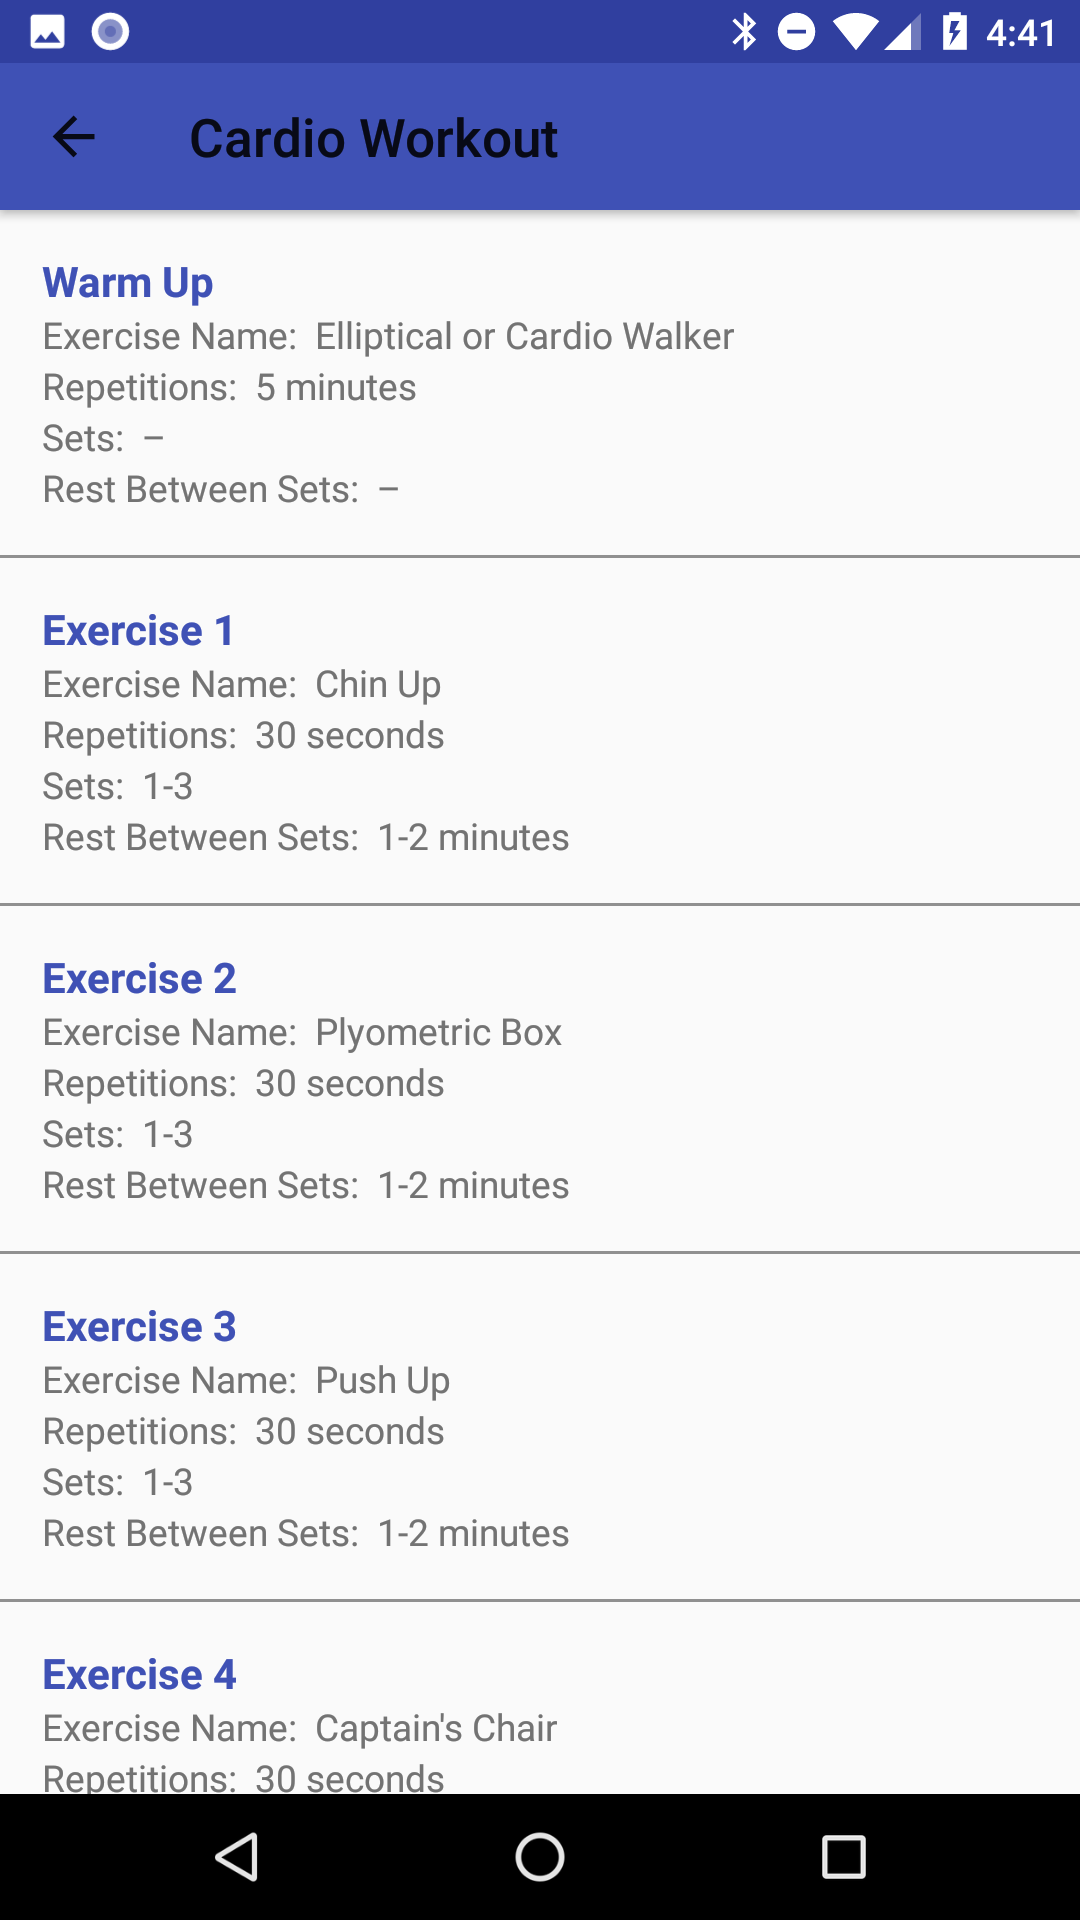 4:41
Cardio Workout
Warm Up
Exercise Name:  Elliptical or Cardio Walker
Repetitions:  5 minutes
Sets:  –
Rest Between Sets:  –
Exercise 1
Exercise Name:  Chin Up
Repetitions:  30 seconds
Sets:  1-3
Rest Between Sets:  1-2 minutes
Exercise 2
Exercise Name:  Plyometric Box
Repetitions:  30 seconds
Sets:  1-3
Rest Between Sets:  1-2 minutes
Exercise 3
Exercise Name:  Push Up
Repetitions:  30 seconds
Sets:  1-3
Rest Between Sets:  1-2 minutes
Exercise 4
Exercise Name:  Captain's Chair
Repetitions:  30 seconds